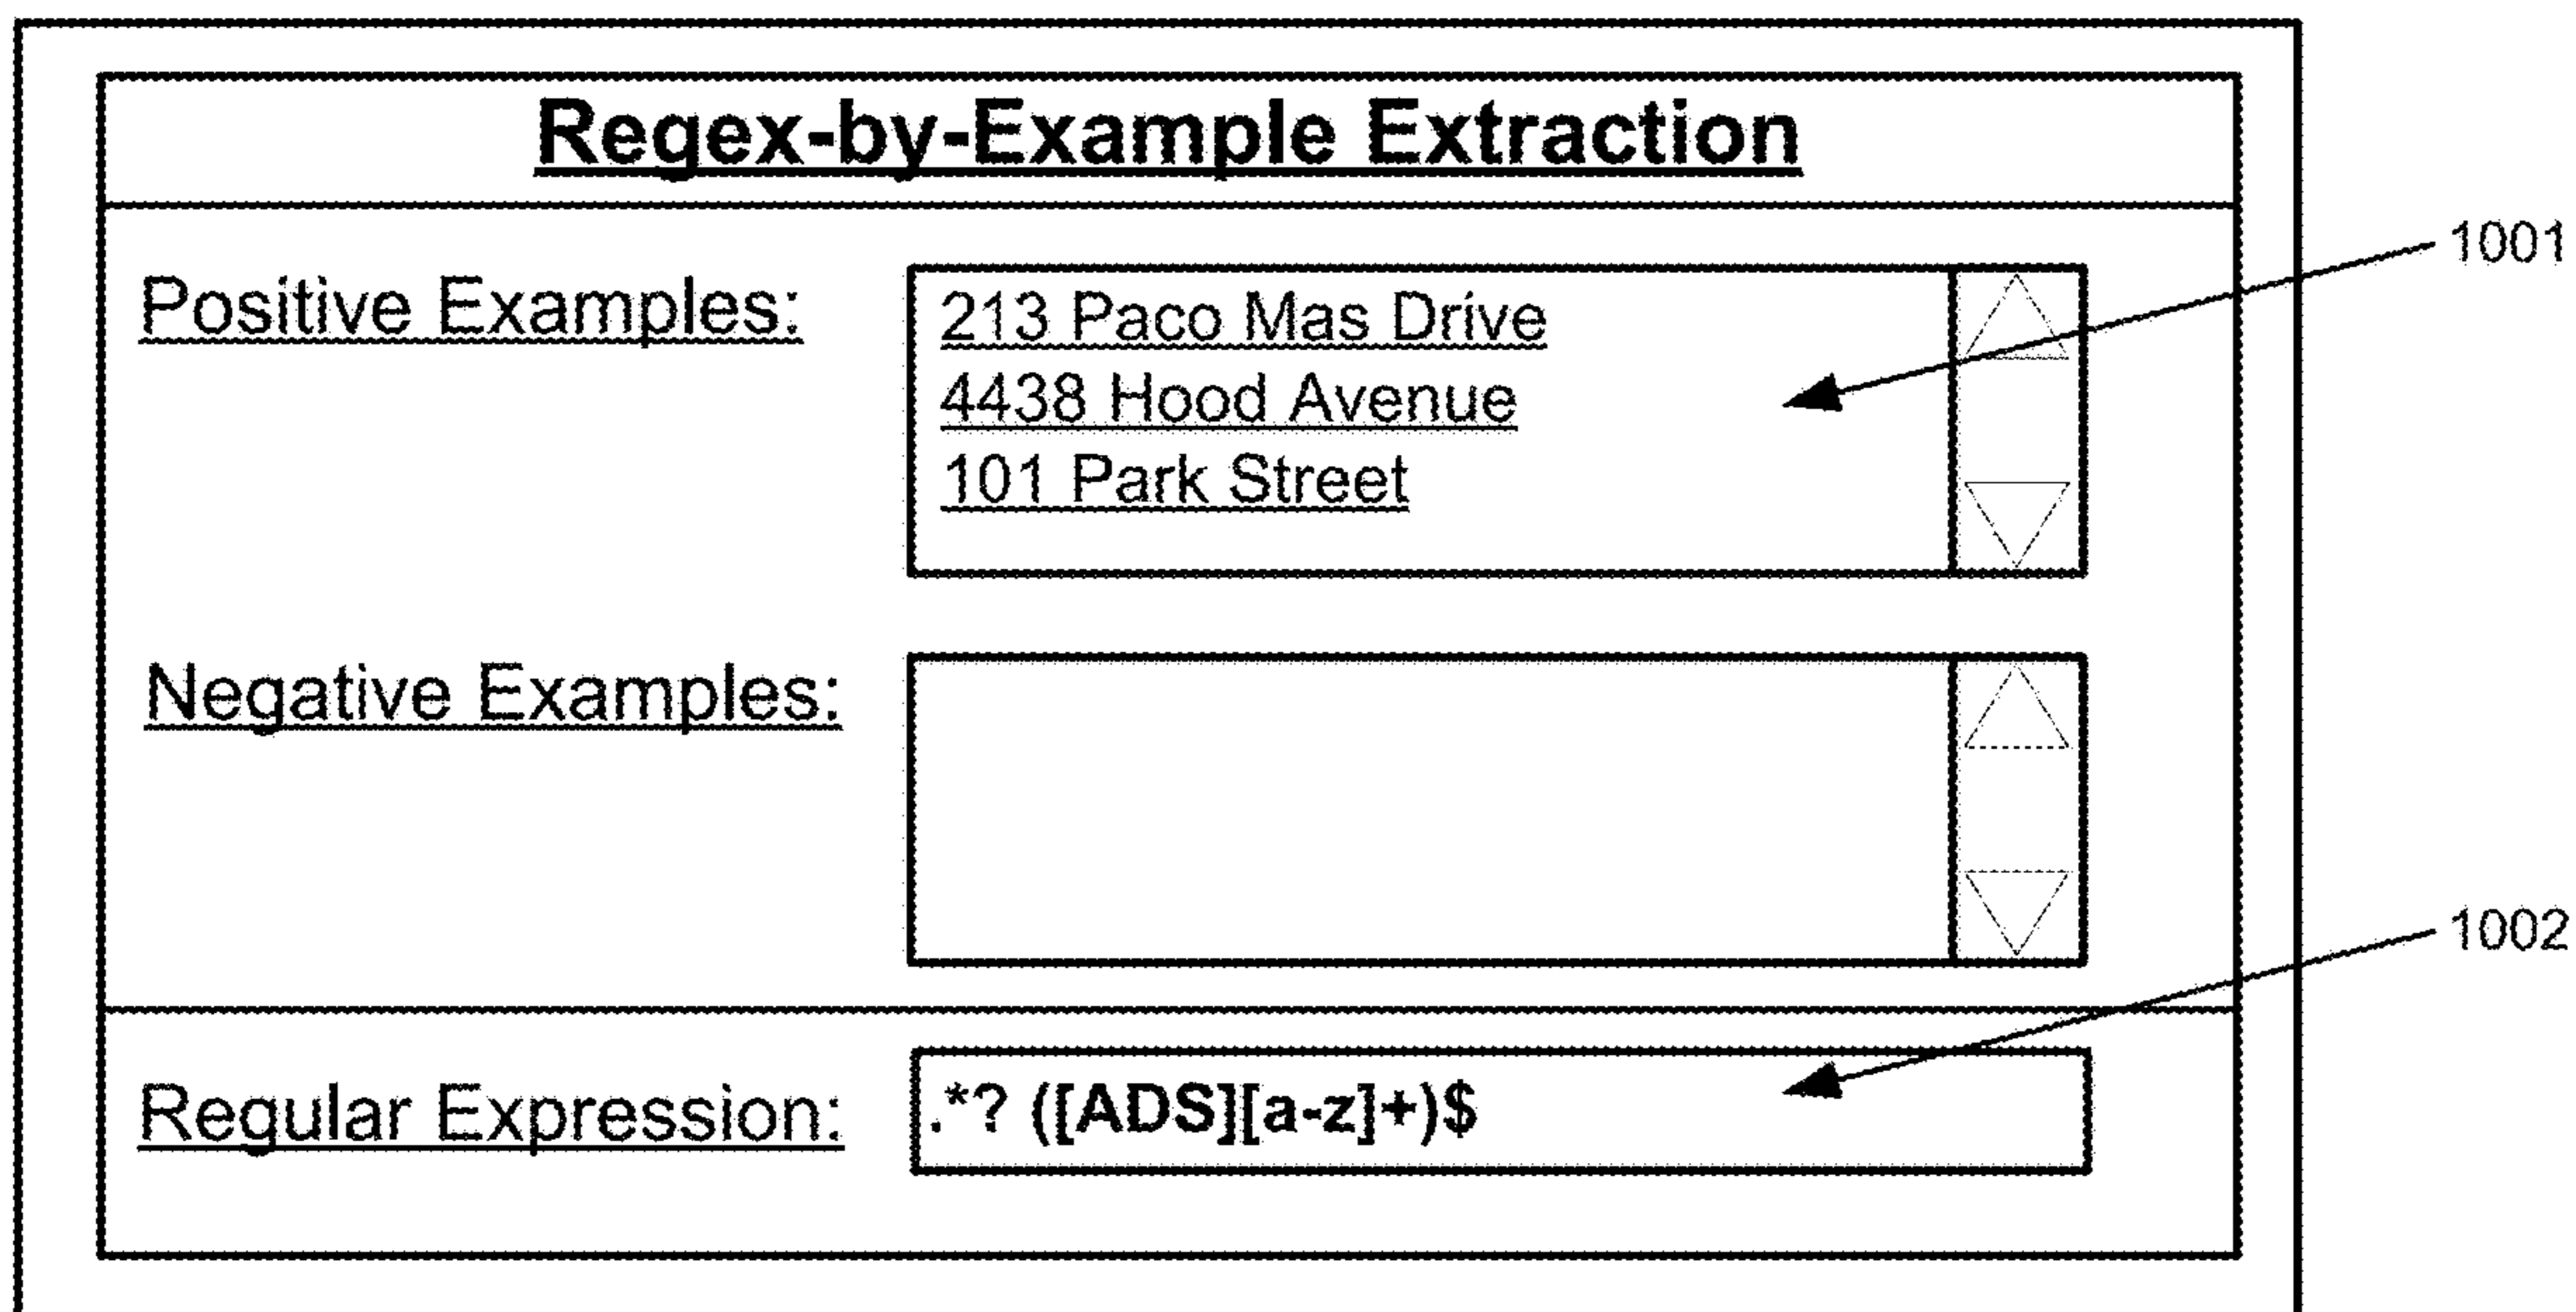 Regex-by-Example Extraction
1001
Positive Examples:
213 Paco Mas Drive
4438 Hood Avenue
101 Park Street
Negative Examples:
1002
Regular Expression:
.*? ([ADS][a-z]+)$